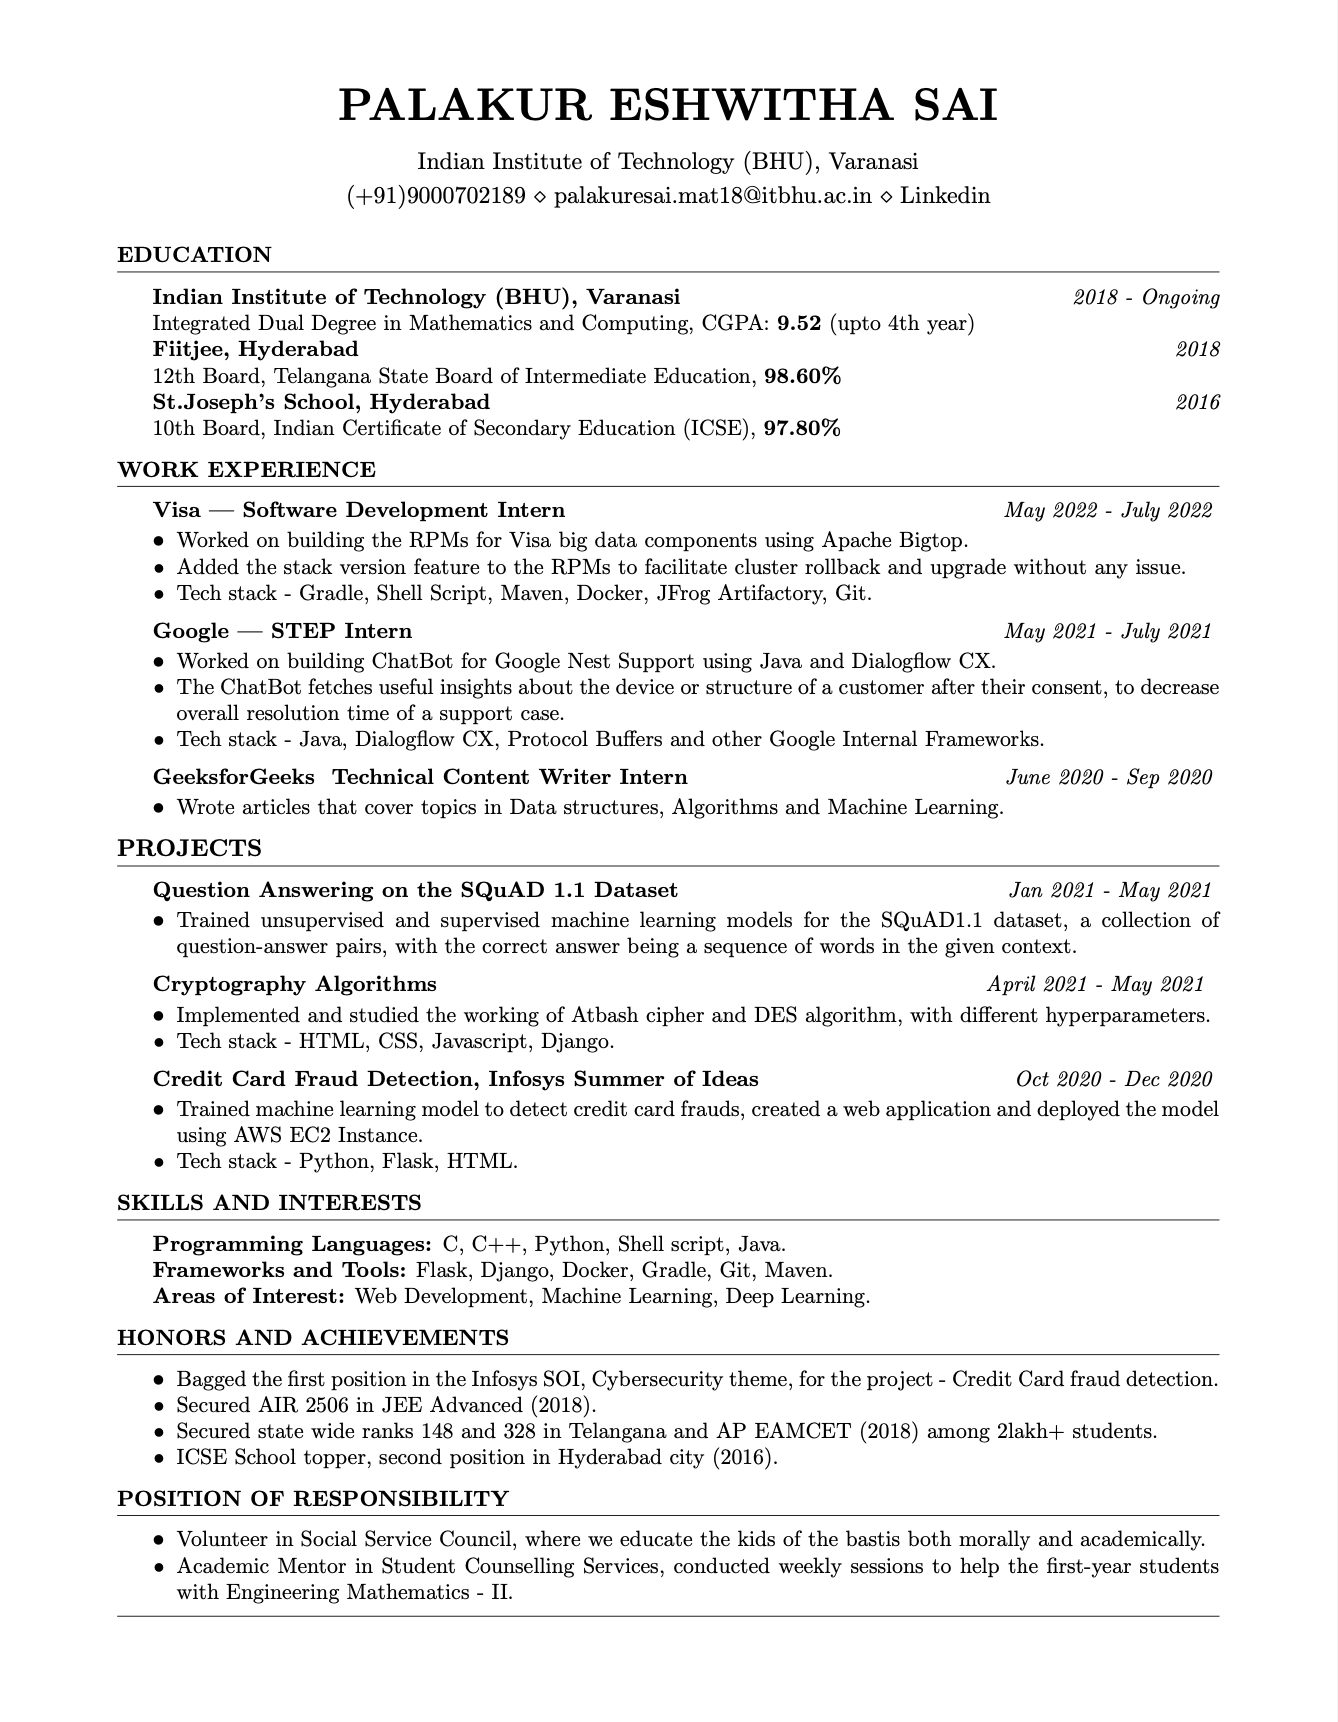 PALAKUR ESHWITHA SAI
Indian Institute of Technology (BHU), Varanasi
(+91)9000702189 ⋄ palakuresai.mat18@itbhu.ac.in ⋄ Linkedin
EDUCATION
Indian Institute of Technology (BHU), Varanasi 2018 - Ongoing
Integrated Dual Degree in Mathematics and Computing, CGPA: 9.52 (upto 4th year)
Fiitjee, Hyderabad 2018
12th Board, Telangana State Board of Intermediate Education, 98.60%
St.Joseph's School, Hyderabad 2016
10th Board, Indian Certificate of Secondary Education (ICSE), 97.80%
WORK EXPERIENCE
Visa — Software Development Intern May 2022 - July 2022
• Worked on building the RPMs for Visa big data components using Apache Bigtop.
• Added the stack version feature to the RPMs to facilitate cluster rollback and upgrade without any issue.
• Tech stack - Gradle, Shell Script, Maven, Docker, JFrog Artifactory, Git.
Google — STEP Intern May 2021 - July 2021
• Worked on building ChatBot for Google Nest Support using Java and Dialogflow CX.
• The ChatBot fetches useful insights about the device or structure of a customer after their consent, to decrease
overall resolution time of a support case.
• Tech stack - Java, Dialogflow CX, Protocol Buffers and other Google Internal Frameworks.
GeeksforGeeks Technical Content Writer Intern June 2020 - Sep 2020
• Wrote articles that cover topics in Data structures, Algorithms and Machine Learning.
PROJECTS
Question Answering on the SQuAD 1.1 Dataset Jan 2021 - May 2021
• Trained unsupervised and supervised machine learning models for the SQuAD1.1 dataset, a collection of
question-answer pairs, with the correct answer being a sequence of words in the given context.
Cryptography Algorithms April 2021 - May 2021
• Implemented and studied the working of Atbash cipher and DES algorithm, with different hyperparameters.
• Tech stack - HTML, CSS, Javascript, Django.
Credit Card Fraud Detection, Infosys Summer of Ideas Oct 2020 - Dec 2020
• Trained machine learning model to detect credit card frauds, created a web application and deployed the model
using AWS EC2 Instance.
• Tech stack - Python, Flask, HTML.
SKILLS AND INTERESTS
Programming Languages: C, C++, Python, Shell script, Java.
Frameworks and Tools: Flask, Django, Docker, Gradle, Git, Maven.
Areas of Interest: Web Development, Machine Learning, Deep Learning.
HONORS AND ACHIEVEMENTS
• Bagged the first position in the Infosys SOI, Cybersecurity theme, for the project - Credit Card fraud detection.
• Secured AIR 2506 in JEE Advanced (2018).
• Secured state wide ranks 148 and 328 in Telangana and AP EAMCET (2018) among 2lakh+ students.
• ICSE School topper, second position in Hyderabad city (2016).
POSITION OF RESPONSIBILITY
• Volunteer in Social Service Council, where we educate the kids of the bastis both morally and academically.
• Academic Mentor in Student Counselling Services, conducted weekly sessions to help the first-year students
with Engineering Mathematics - II.